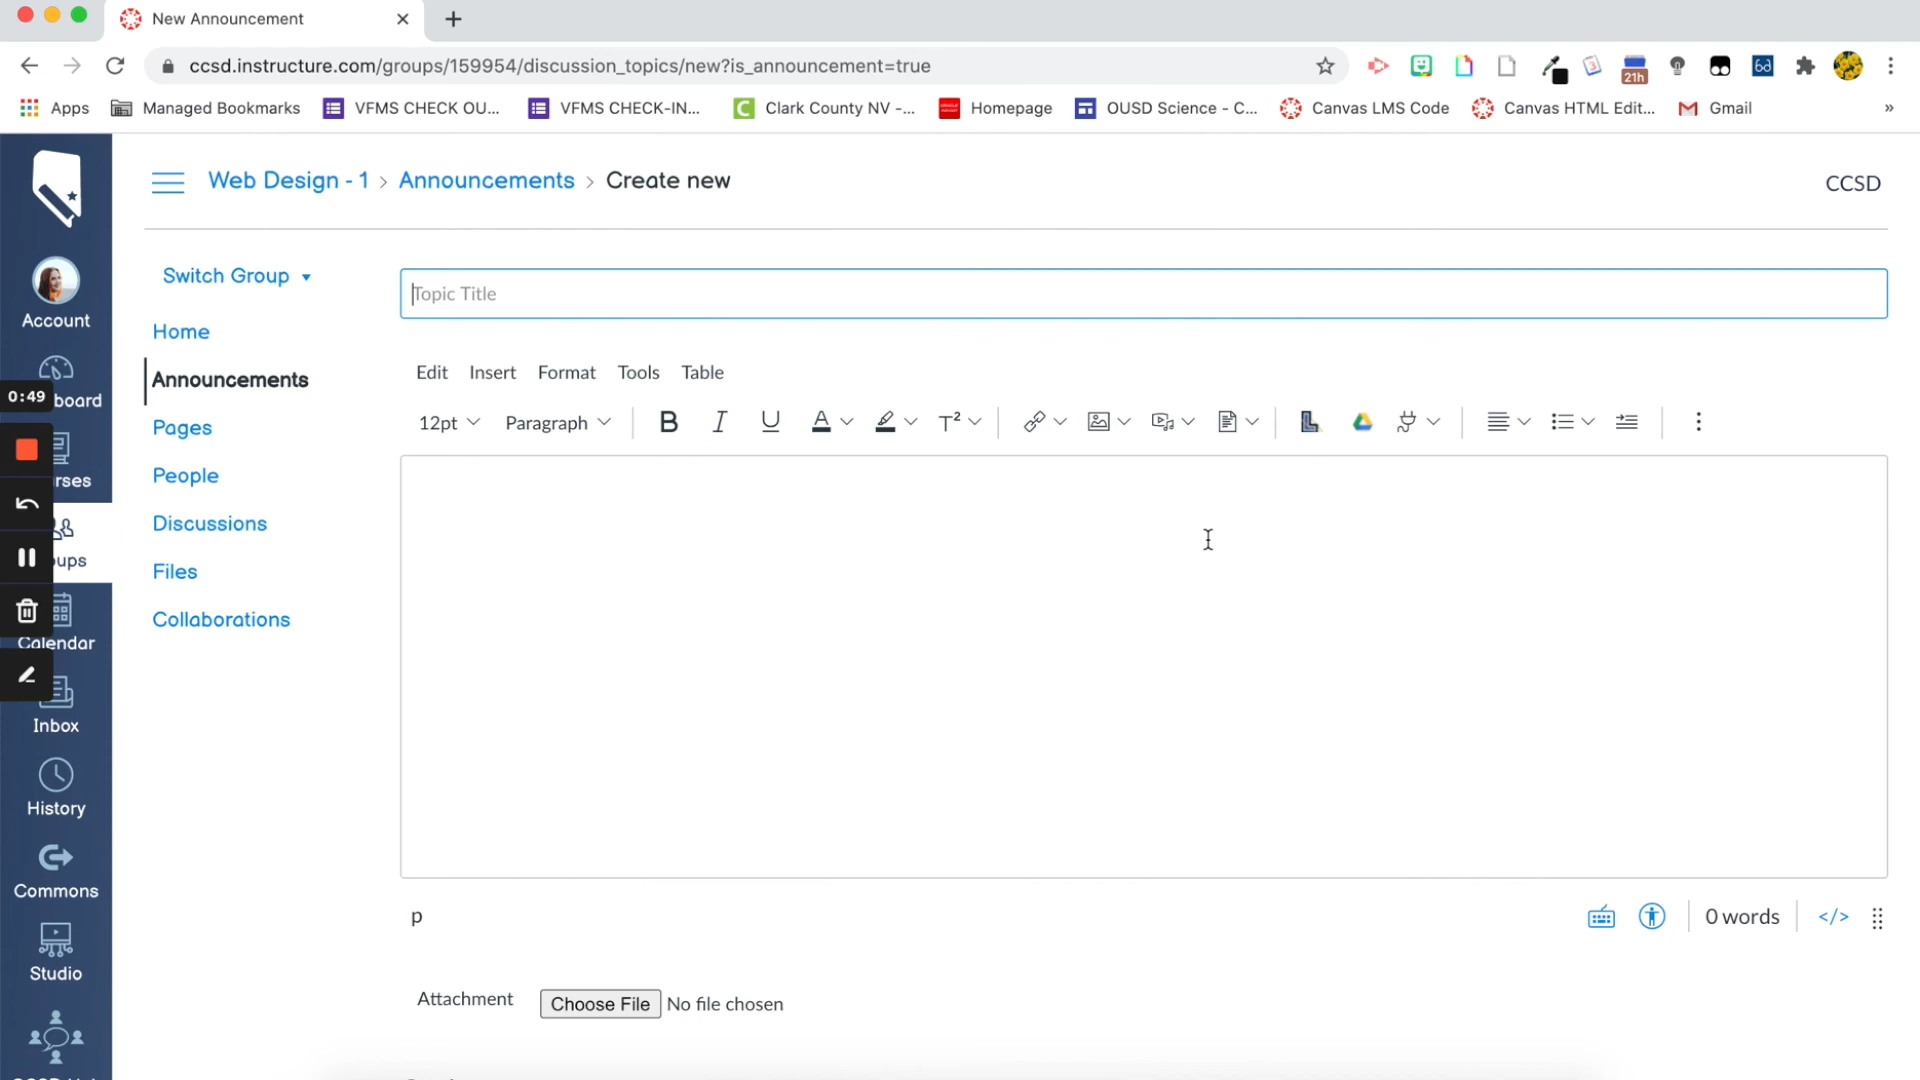 New Announcement
ccsd.instructure.com/groups/159954/discussion_topics/new?is_announcement=true
21h
Apps
Managed Bookmarks
VFMS CHECK OU...
VFMS CHECK-IN...
Clark County NV -...
Homepage
OUSD Science - C...
Canvas LMS Code
Canvas HTML Edit...
Gmail
»
Web Design - 1 > Announcements > Create new
CCSD
Account
board
0:49
rses
ups
Calendar
Inbox
History
Commons
Studio
Switch Group
Home
Announcements
Pages
People
Discussions
Files
Collaborations
Topic Title
Edit Insert Format Tools Table
12pt Paragraph B I U A T²
p
0 words </>
Attachment Choose File No file chosen